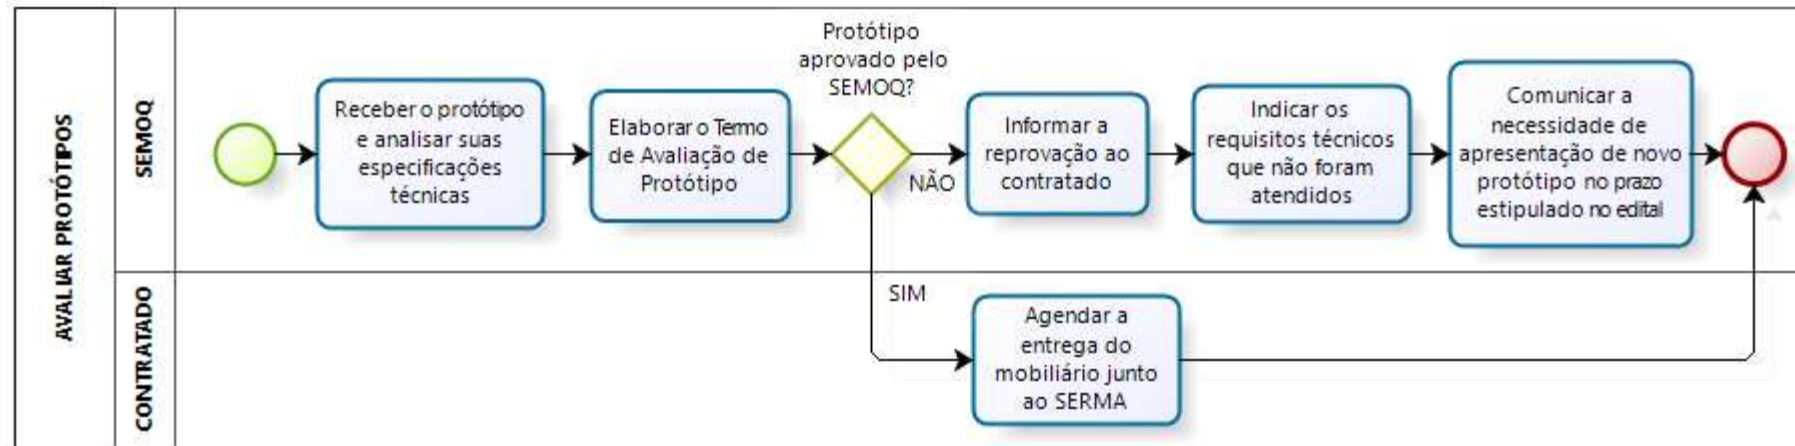 AVALIAR PROTÓTIPOS
SEMOQ
Receber o protótipo
e analisar suas
especificações
técnicas
Elaborar o Termo
de Avaliação de
Protótipo
Protótipo
aprovado pelo
SEMOQ?
NÃO
Informar a
reprovação ao
contratado
Indicar os
requisitos técnicos
que não foram
atendidos
Comunicar a
necessidade de
apresentação de novo
protótipo no prazo
estipulado no edital
CONTRATADO
SIM
Agendar a
entrega do
mobiliário junto
ao SERMA